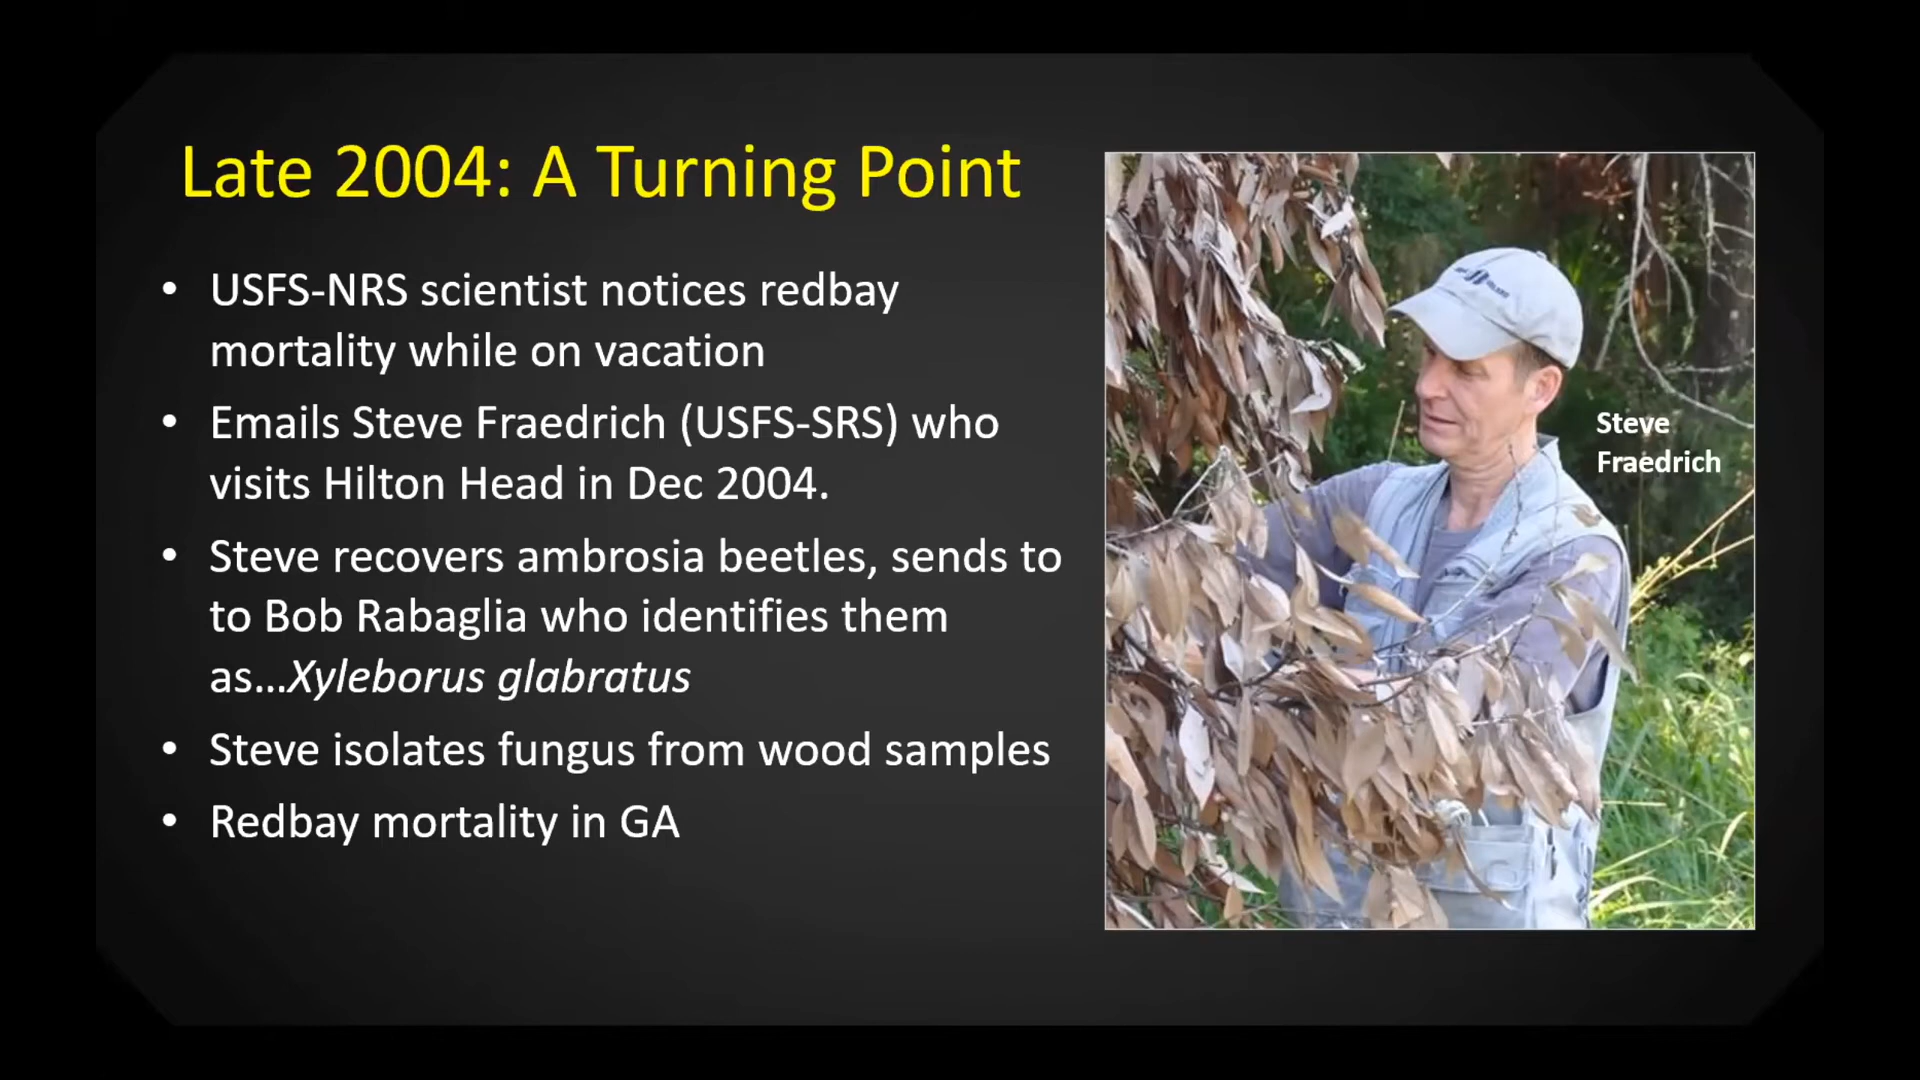 Late 2004: A Turning Point
• USFS-NRS scientist notices redbay
mortality while on vacation
• Emails Steve Fraedrich (USFS-SRS) who
visits Hilton Head in Dec 2004.
• Steve recovers ambrosia beetles, sends to
to Bob Rabaglia who identifies them
as…Xyleborus glabratus
• Steve isolates fungus from wood samples
• Redbay mortality in GA
Steve
Fraedrich